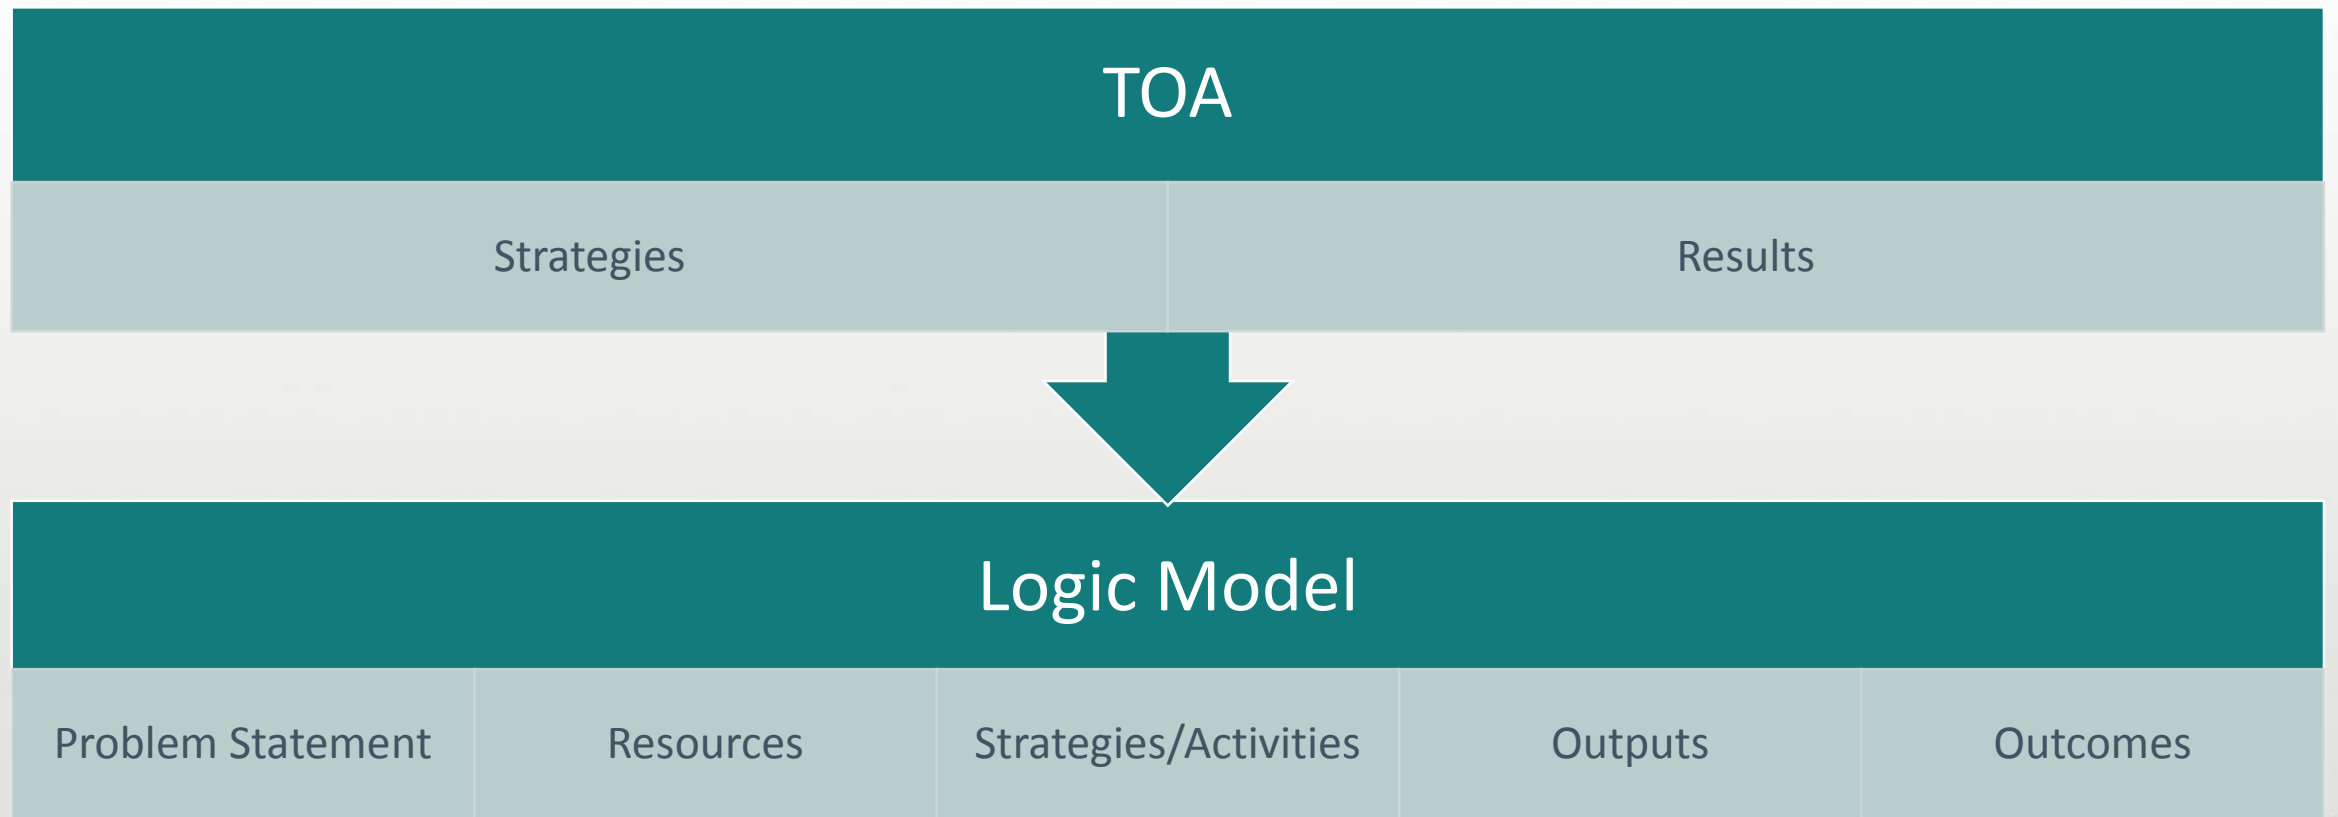 TOA
Strategies
Results
Logic Model
Problem Statement
Resources
Strategies/Activities
Outputs
Outcomes